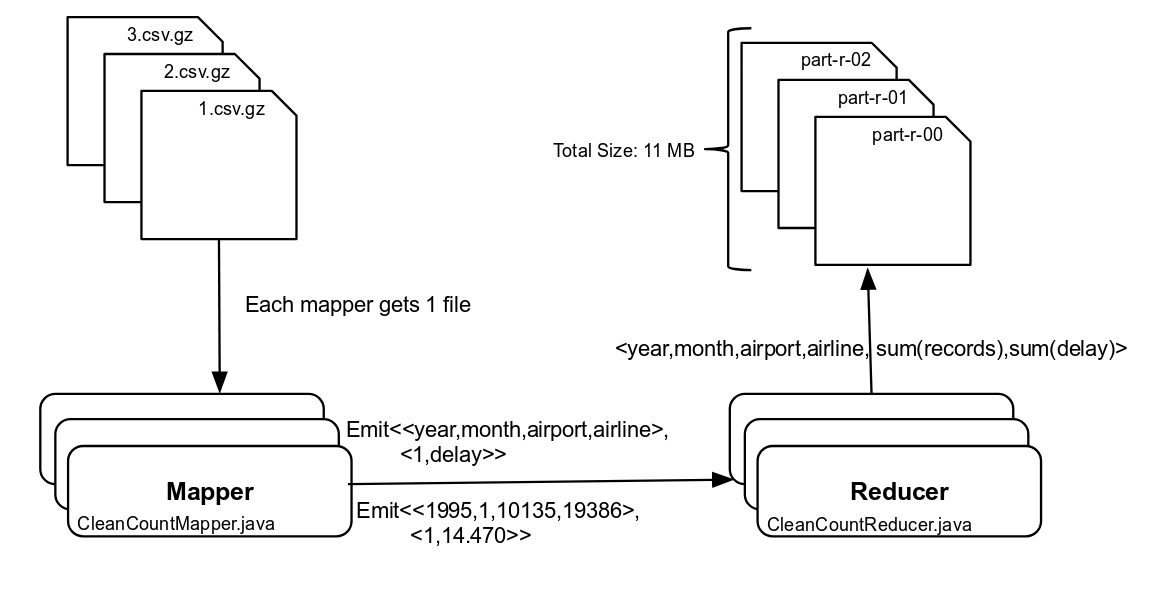 3.csv.gz
2.csv.gz
1.csv.gz
part-r-02
part-r-01
part-r-00
Total Size: 11 MB
Each mapper gets 1 file
<year,month,airport,airline, sum(records),sum(delay)>
Emit<<year,month,airport,airline>,
<1,delay>>
Mapper
CleanCountMapper.java
Emit<<1995,1,10135,19386>,
<1,14.470>>
Reducer
CleanCountReducer.java